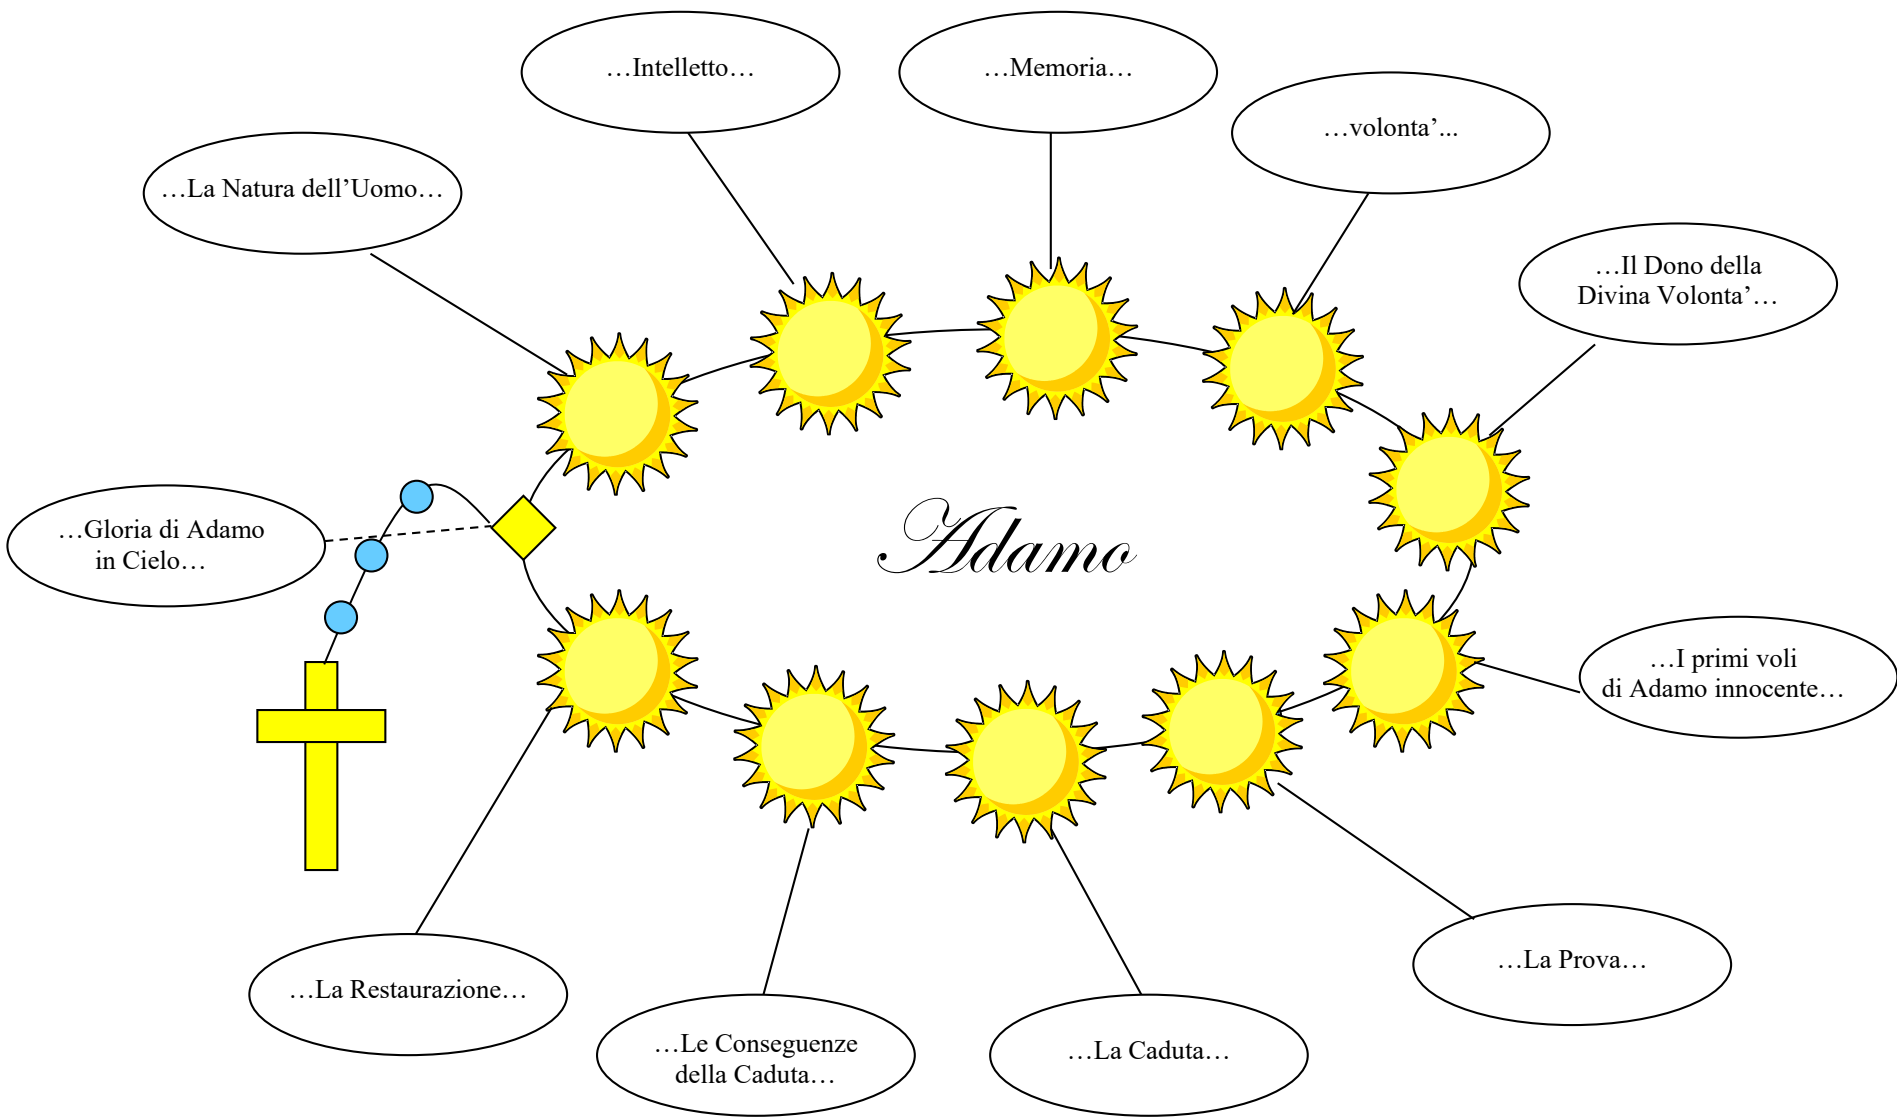 …Intelletto…
…Memoria…
…volonta’...
…La Natura dell’Uomo…
…Il Dono della
Divina Volonta’…
…Gloria di Adamo
in Cielo…
Adamo
…I primi voli
di Adamo innocente…
…La Prova…
…La Restaurazione…
…Le Conseguenze
della Caduta…
…La Caduta…